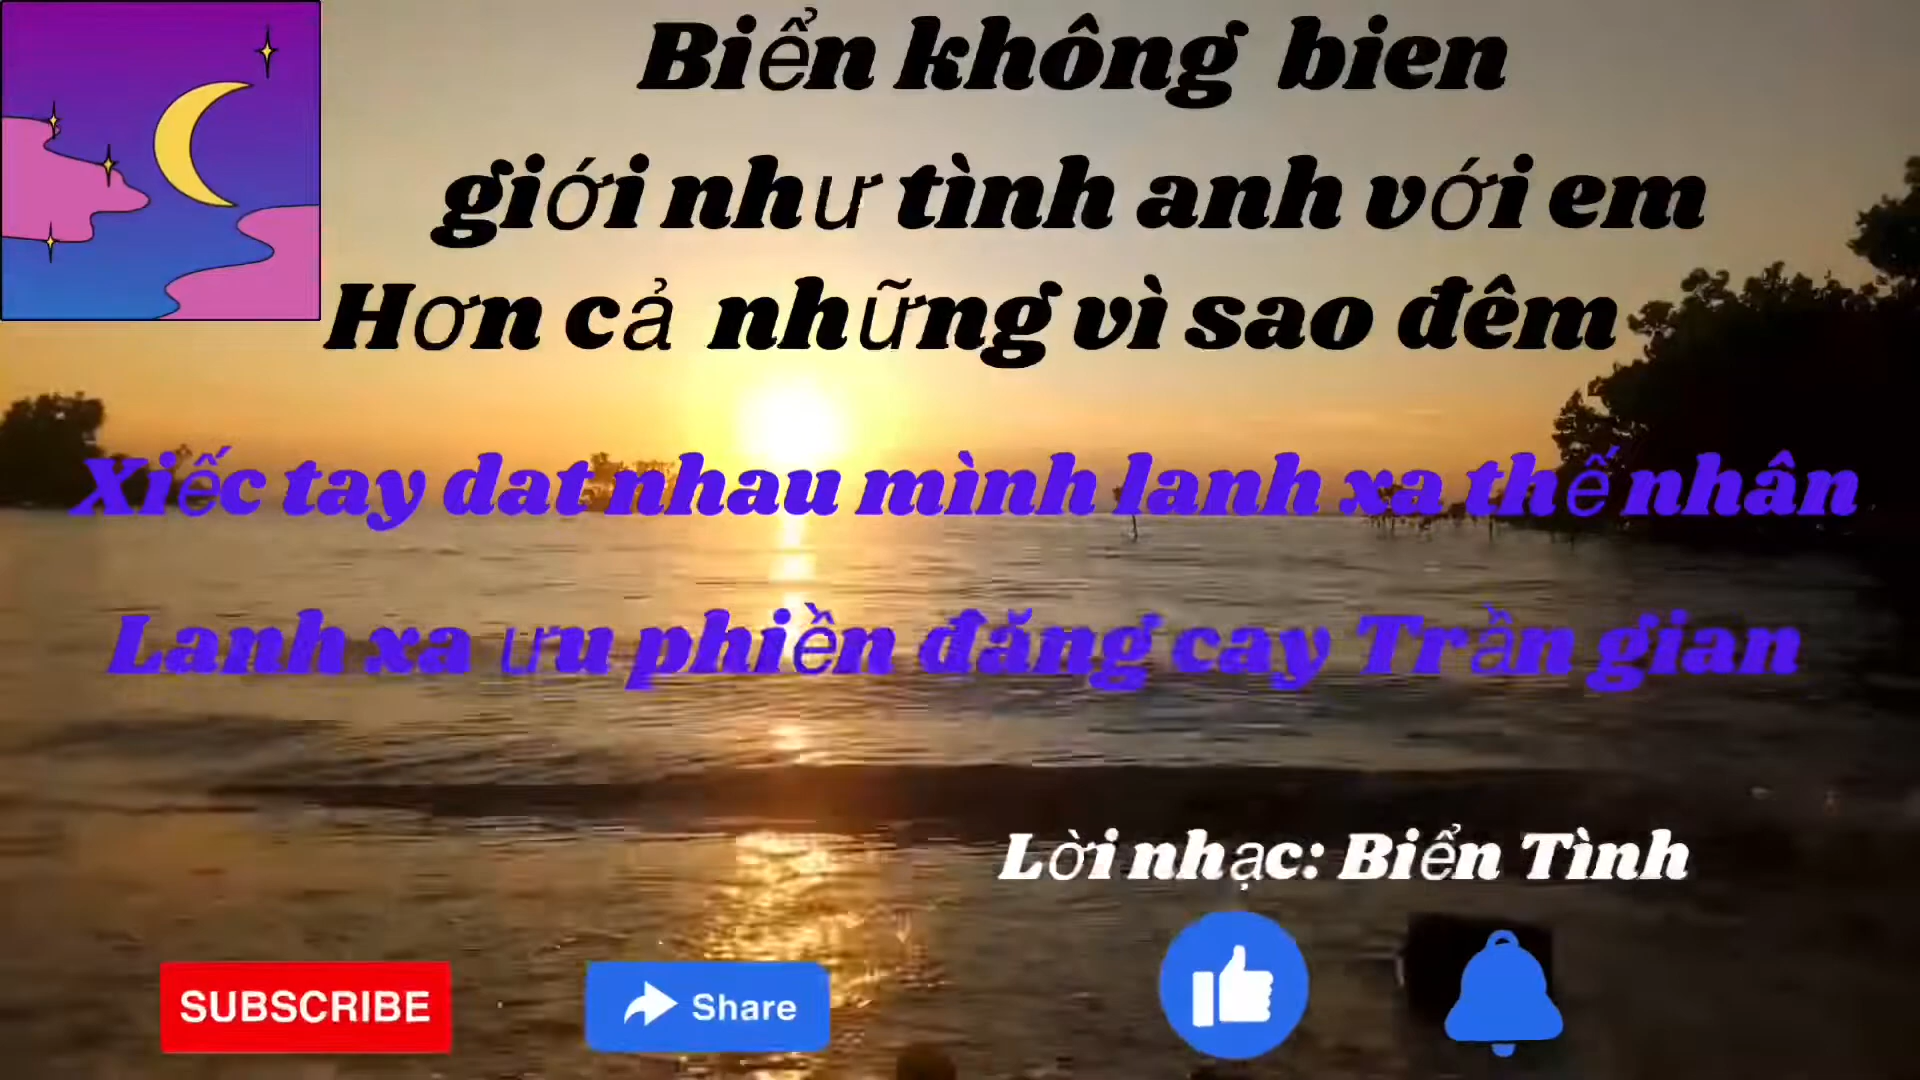 Biển không bien
giới như tình anh với em
Hơn cả những vì sao đêm
Xiếc tay dat nhau mình lanh xa thế nhân
Lanh xa ưu phiền đăng cay Trần gian
Lời nhạc: Biển Tình
SUBSCRIBE
Share